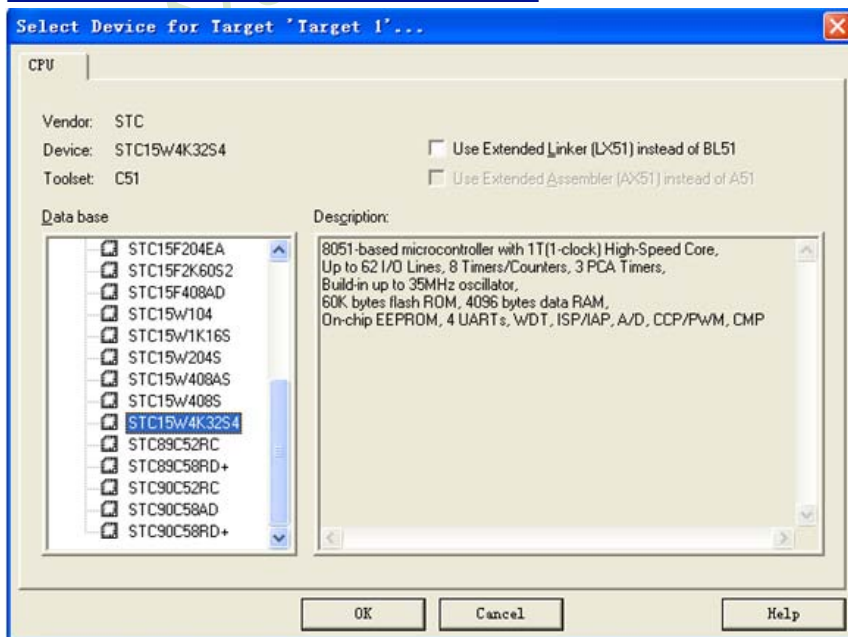 Select Device for Target 'Target 1'...
CPU
Vendor: STC
Device: STC15W4K32S4
Toolset: C51
Use Extended Linker (LX51) instead of BL51
Use Extended Assembler (AX51) instead of A51
Data base
STC15F204EA
STC15F2K60S2
STC15F408AD
STC15W104
STC15W1K16S
STC15W204S
STC15W408AS
STC15W408S
STC15W4K32S4
STC89C52RC
STC89C58RD+
STC90C52RC
STC90C58AD
STC90C58RD+
Description:
8051-based microcontroller with 1T(1-clock) High-Speed Core,
Up to 62 I/O Lines, 8 Timers/Counters, 3 PCA Timers,
Build-in up to 35MHz oscillator,
60K bytes flash ROM, 4096 bytes data RAM,
On-chip EEPROM, 4 UARTs, WDT, ISP/IAP, A/D, CCP/PWM, CMP
OK
Cancel
Help